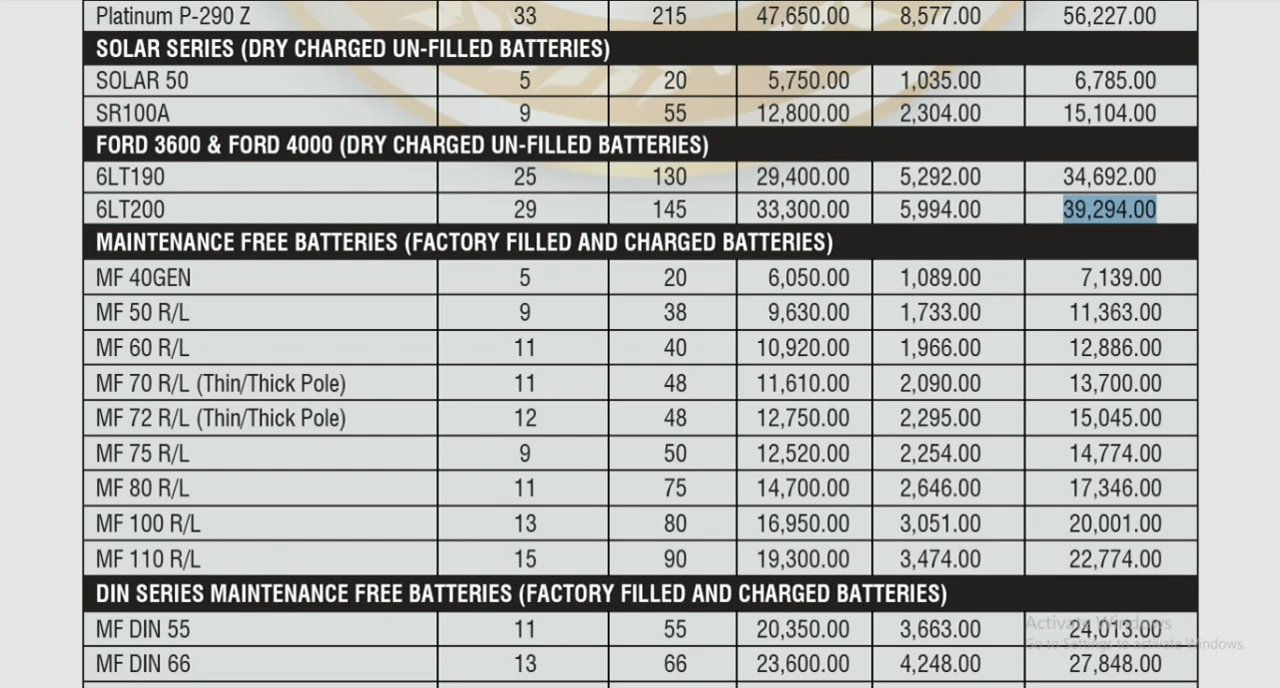 Platinum P-290 Z 33 215 47,650.00 8,577.00 56,227.00
SOLAR SERIES (DRY CHARGED UN-FILLED BATTERIES)
SOLAR 50 5 20 5,750.00 1,035.00 6,785.00
SR100A 9 55 12,800.00 2,304.00 15,104.00
FORD 3600 & FORD 4000 (DRY CHARGED UN-FILLED BATTERIES)
6LT190 25 130 29,400.00 5,292.00 34,692.00
6LT200 29 145 33,300.00 5,994.00 39,294.00
MAINTENANCE FREE BATTERIES (FACTORY FILLED AND CHARGED BATTERIES)
MF 40GEN 5 20 6,050.00 1,089.00 7,139.00
MF 50 R/L 9 38 9,630.00 1,733.00 11,363.00
MF 60 R/L 11 40 10,920.00 1,966.00 12,886.00
MF 70 R/L (Thin/Thick Pole) 11 48 11,610.00 2,090.00 13,700.00
MF 72 R/L (Thin/Thick Pole) 12 48 12,750.00 2,295.00 15,045.00
MF 75 R/L 9 50 12,520.00 2,254.00 14,774.00
MF 80 R/L 11 75 14,700.00 2,646.00 17,346.00
MF 100 R/L 13 80 16,950.00 3,051.00 20,001.00
MF 110 R/L 15 90 19,300.00 3,474.00 22,774.00
DIN SERIES MAINTENANCE FREE BATTERIES (FACTORY FILLED AND CHARGED BATTERIES)
MF DIN 55 11 55 20,350.00 3,663.00 24,013.00
Activate Windows
Go to Settings to activate Windows.
MF DIN 66 13 66 23,600.00 4,248.00 27,848.00